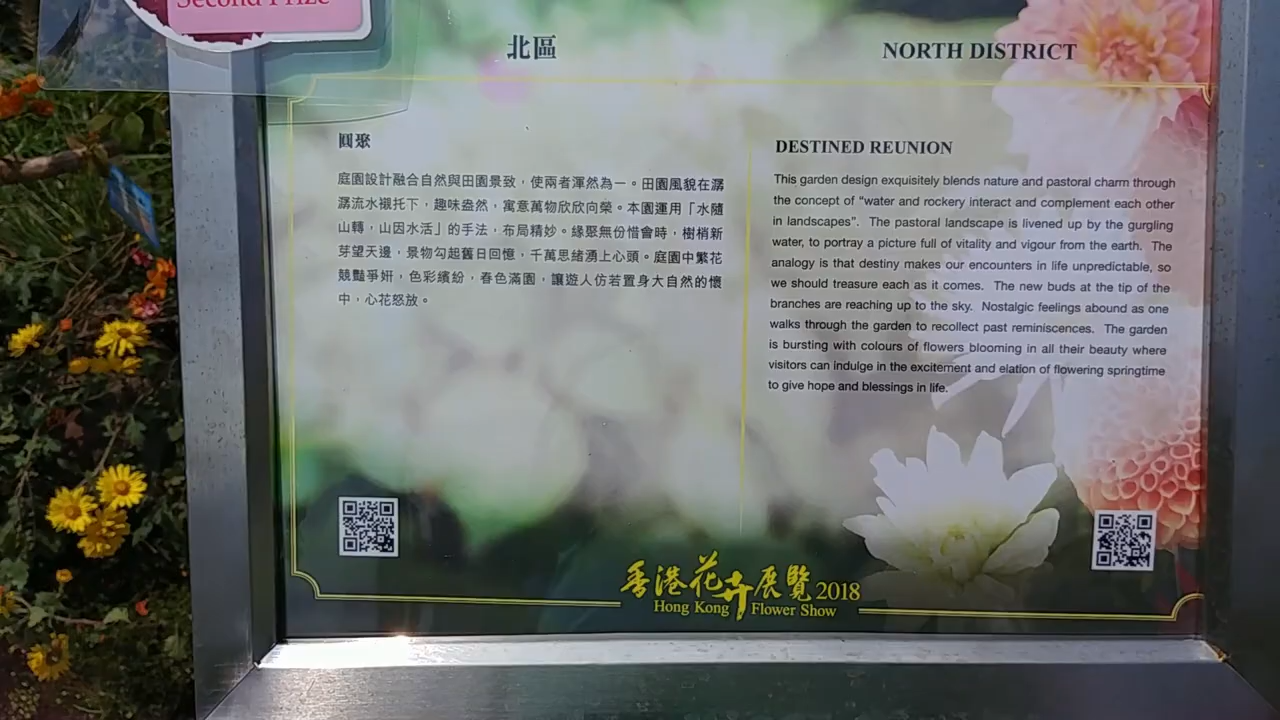 Second Prize
北區
NORTH DISTRICT
圓聚
庭園設計融合自然與田園景致，使兩者渾然為一。田園風貌在潺
潺流水襯托下，趣味盎然，寓意萬物欣欣向榮。本園運用「水隨
山轉，山因水活」的手法，布局精妙。緣聚無份惜會時，樹梢新
芽望天邊，景物勾起舊日回憶，千萬思緒湧上心頭。庭園中繁花
競豔爭妍，色彩繽紛，春色滿園，讓遊人仿若置身大自然的懷
中，心花怒放。
DESTINED REUNION
This garden design exquisitely blends nature and pastoral charm through
the concept of “water and rockery interact and complement each other
in landscapes”. The pastoral landscape is livened up by the gurgling
water, to portray a picture full of vitality and vigour from the earth. The
analogy is that destiny makes our encounters in life unpredictable, so
we should treasure each as it comes. The new buds at the tip of the
branches are reaching up to the sky. Nostalgic feelings abound as one
walks through the garden to recollect past reminiscences. The garden
is bursting with colours of flowers blooming in all their beauty where
visitors can indulge in the excitement and elation of flowering springtime
to give hope and blessings in life.
香港花卉展覽 2018
Hong Kong Flower Show